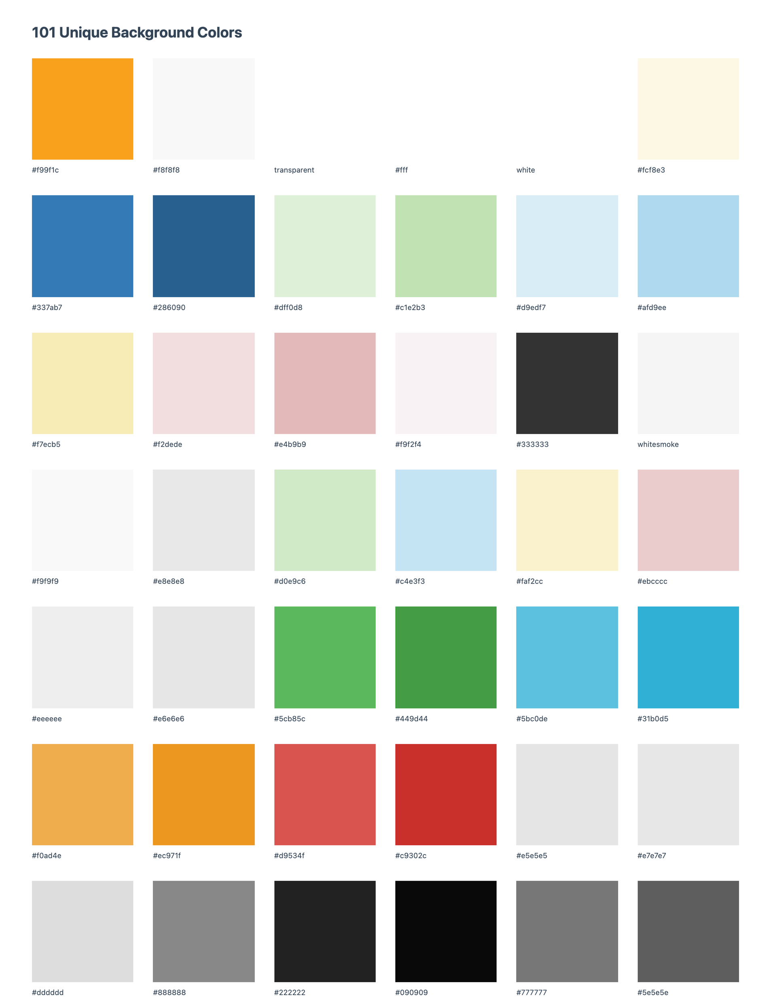 101 Unique Background Colors
#f99f1c #f8f8f8 transparent #fff white #fcf8e3
#337ab7 #286090 #dff0d8 #c1e2b3 #d9edf7 #afd9ee
#f7ecb5 #f2dede #e4b9b9 #f9f2f4 #333333 whitesmoke
#f9f9f9 #e8e8e8 #d0e9c6 #c4e3f3 #faf2cc #ebcccc
#eeeeee #e6e6e6 #5cb85c #449d44 #5bc0de #31b0d5
#f0ad4e #ec971f #d9534f #c9302c #e5e5e5 #e7e7e7
#dddddd #888888 #222222 #090909 #777777 #5e5e5e